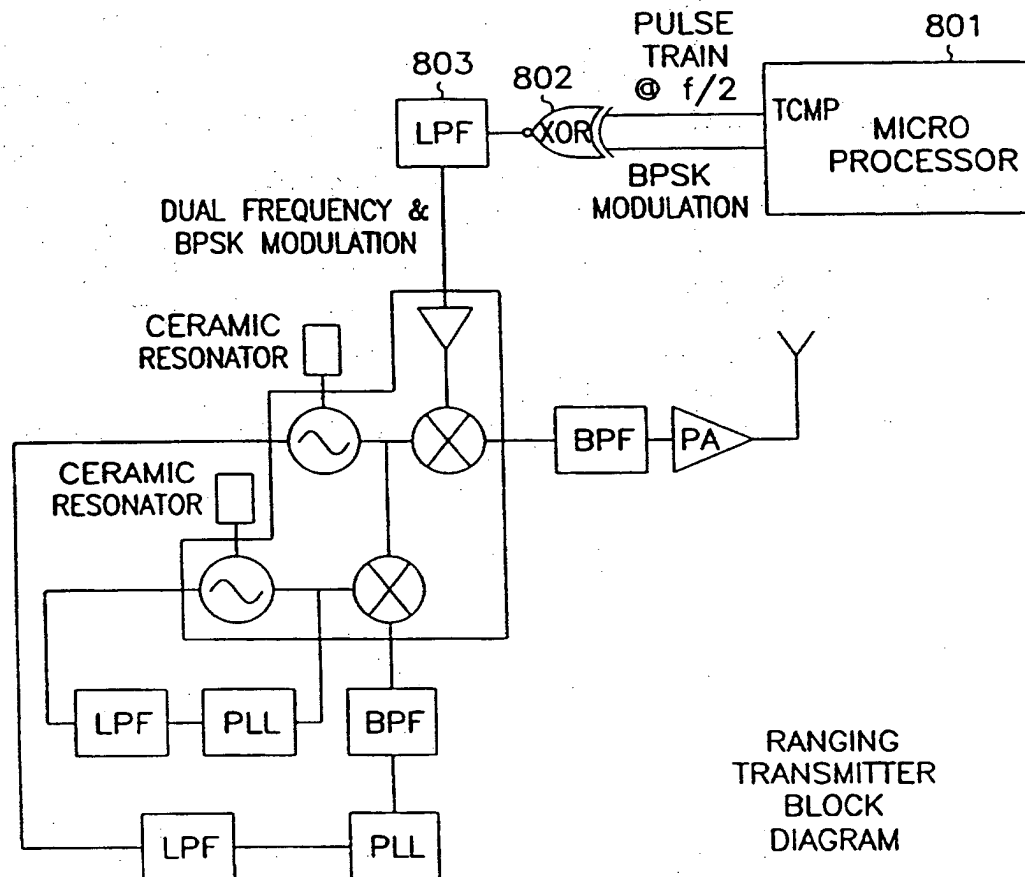 PULSE
TRAIN
@ f/2
801
803
802
LPF
XOR
TCMP
MICRO
PROCESSOR
BPSK
MODULATION
DUAL FREQUENCY &
BPSK MODULATION
CERAMIC
RESONATOR
BPF
PA
CERAMIC
RESONATOR
LPF
PLL
BPF
LPF
PLL
RANGING
TRANSMITTER
BLOCK
DIAGRAM